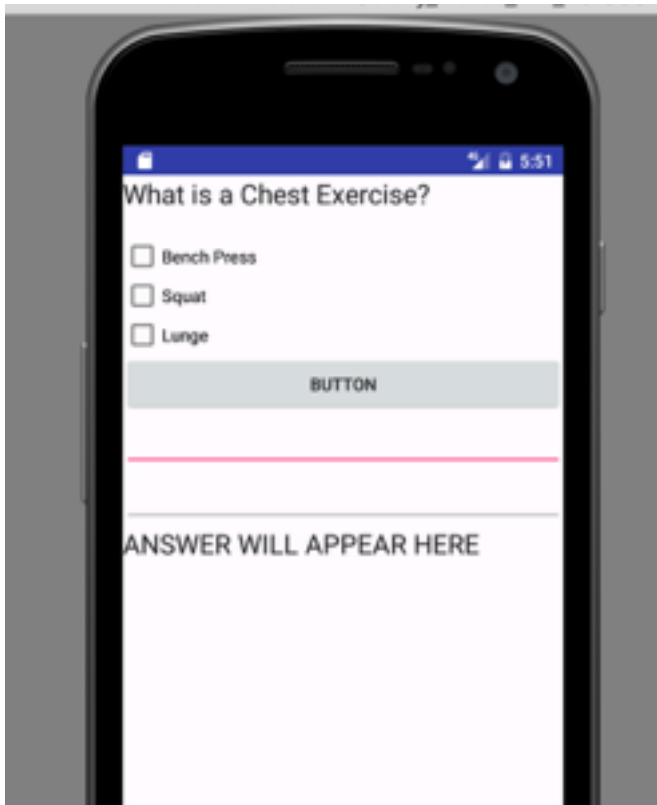 5:51
What is a Chest Exercise?
Bench Press
Squat
Lunge
BUTTON
ANSWER WILL APPEAR HERE